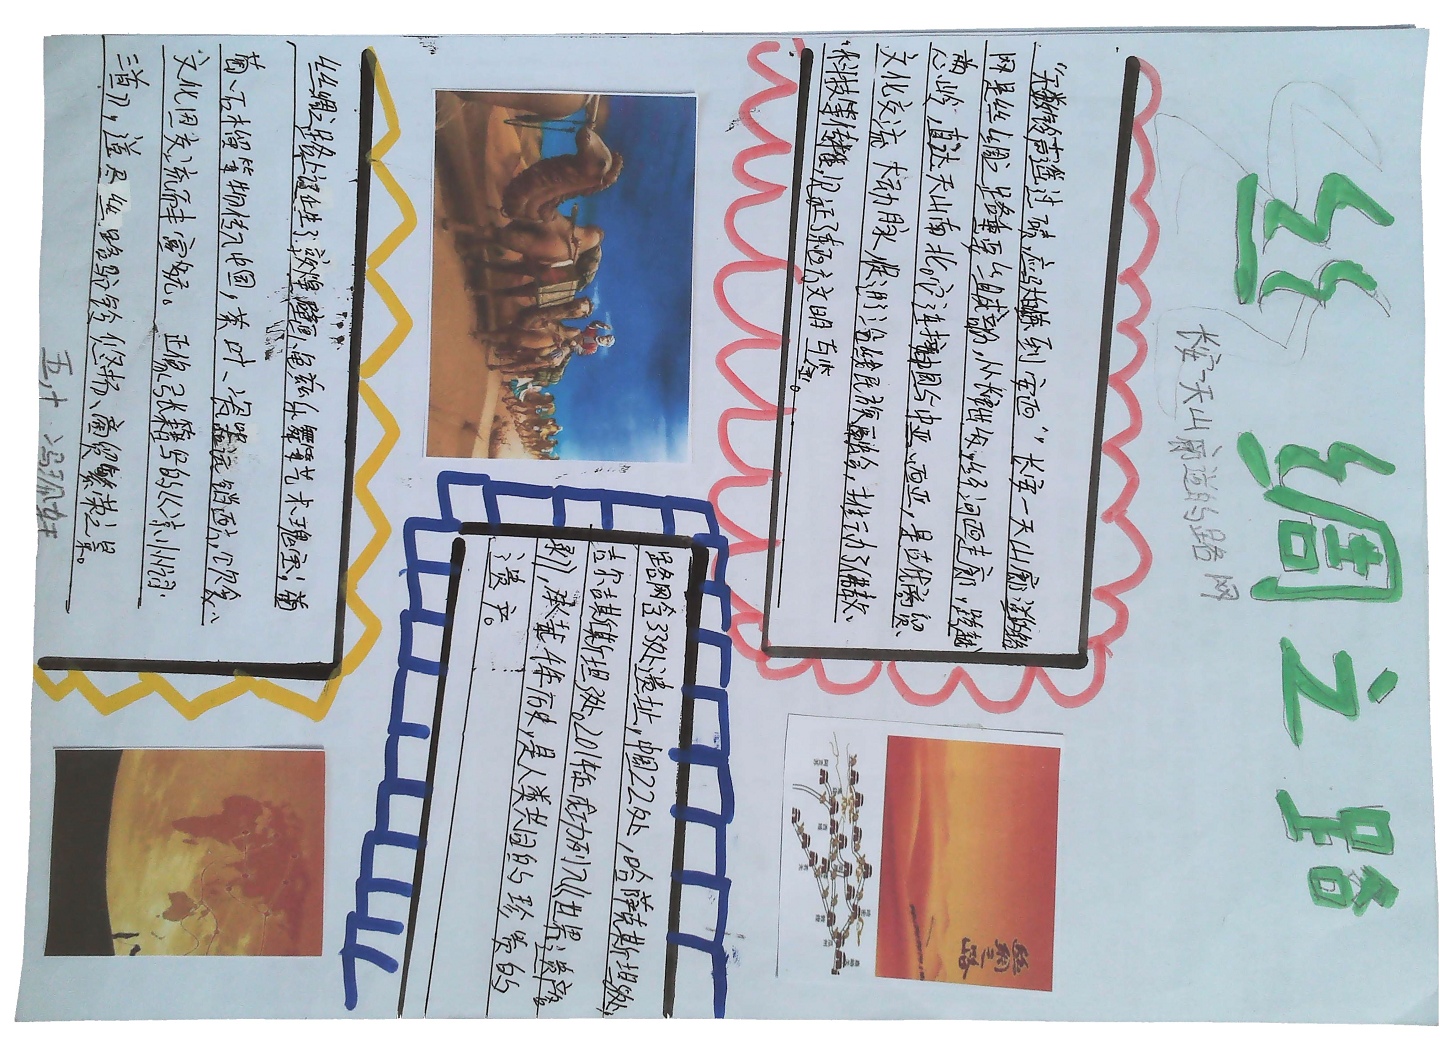 丝绸之路
长安一天山廊道的路网
"无数铃声遥过碛,应驮白练到安西"长安一天山廊道的路
网是丝绸之路重要组成部分,从长安出发,经河西走廊,跨越
葱岭,直达天山南北。它连接中国与中亚、西亚,是古代商贸、
文化交流大动脉,促进了沿线民族融合,推动了佛教、
科技等传播,见证了东西方文明互鉴。
丝绸之路
路网含33处遗址,中国22处,哈萨克斯坦8处,
吉尔吉斯斯坦3处。2014年成功列入《世界遗产名
录》,承载千年历史,是人类共同的珍贵的
遗产。
丝绸之路上诞生了敦煌壁画、龟兹乐舞等艺术瑰宝;葡
萄、石榴等物传入中国,茶叶、瓷器远销西方,饮食、
文化因交流而丰富多元。正像张籍写的《凉州词
三首》,道尽丝路驼铃悠扬、商贸繁荣之景。
五,十 冯珮轩